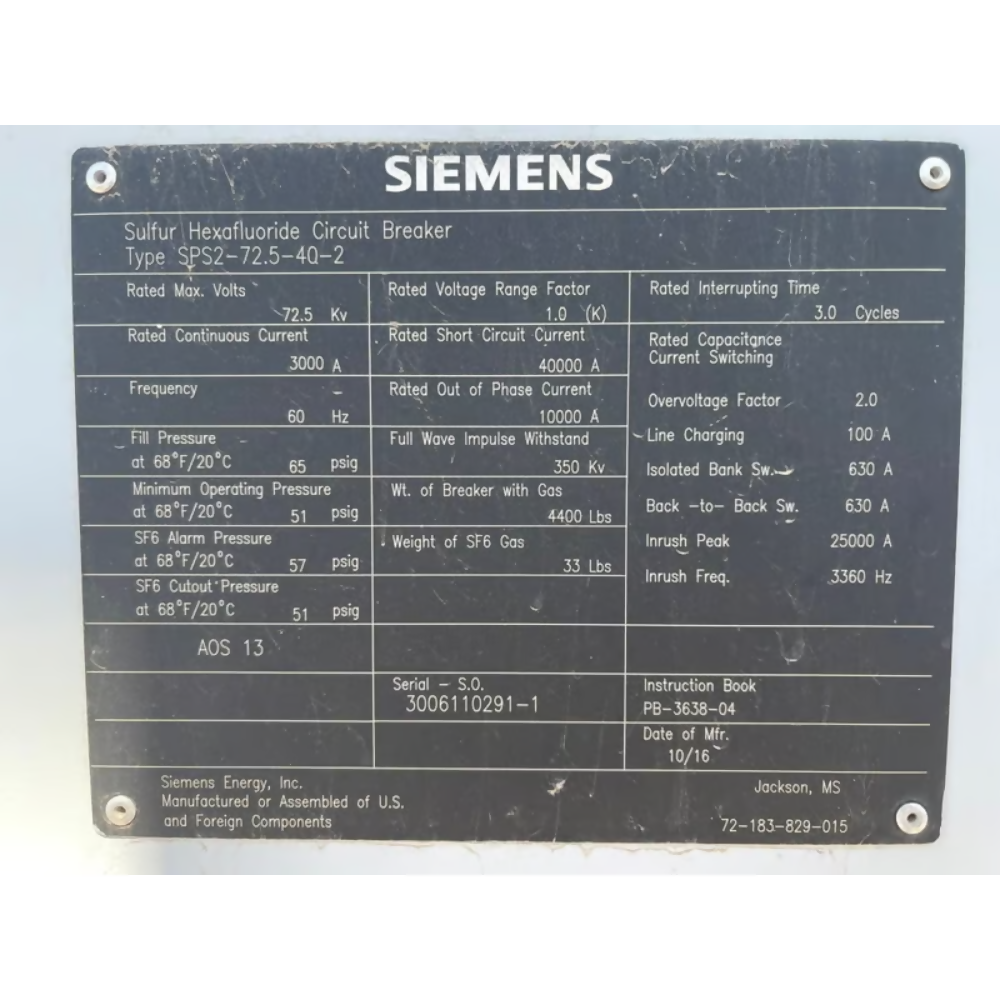 SIEMENS
Sulfur Hexafluoride Circuit Breaker
Type SPS2-72.5-40-2
Rated Max. Volts
72.5 Kv
Rated Voltage Range Factor
1.0 (K)
Rated Interrupting Time
3.0 Cycles
Rated Continuous Current
3000 A
Rated Short Circuit Current
40000 A
Rated Capacitance
Current Switching
Frequency
60 Hz
Rated Out of Phase Current
10000 A
Overvoltage Factor 2.0
Fill Pressure
at 68°F/20°C 65 psig
Full Wave Impulse Withstand
350 Kv
Line Charging 100 A
Isolated Bank Sw. 630 A
Minimum Operating Pressure
at 68°F/20°C 51 psig
Wt. of Breaker with Gas
4400 Lbs
Back -to- Back Sw. 630 A
SF6 Alarm Pressure
at 68°F/20°C 57 psig
Weight of SF6 Gas
33 Lbs
Inrush Peak 25000 A
Inrush Freq. 3360 Hz
SF6 Cutout Pressure
at 68°F/20°C 51 psig
AOS 13
Serial - S.O.
3006110291-1
Instruction Book
PB-3638-04
Date of Mfr.
10/16
Siemens Energy, Inc.
Manufactured or Assembled of U.S.
and Foreign Components
Jackson, MS
72-183-829-015